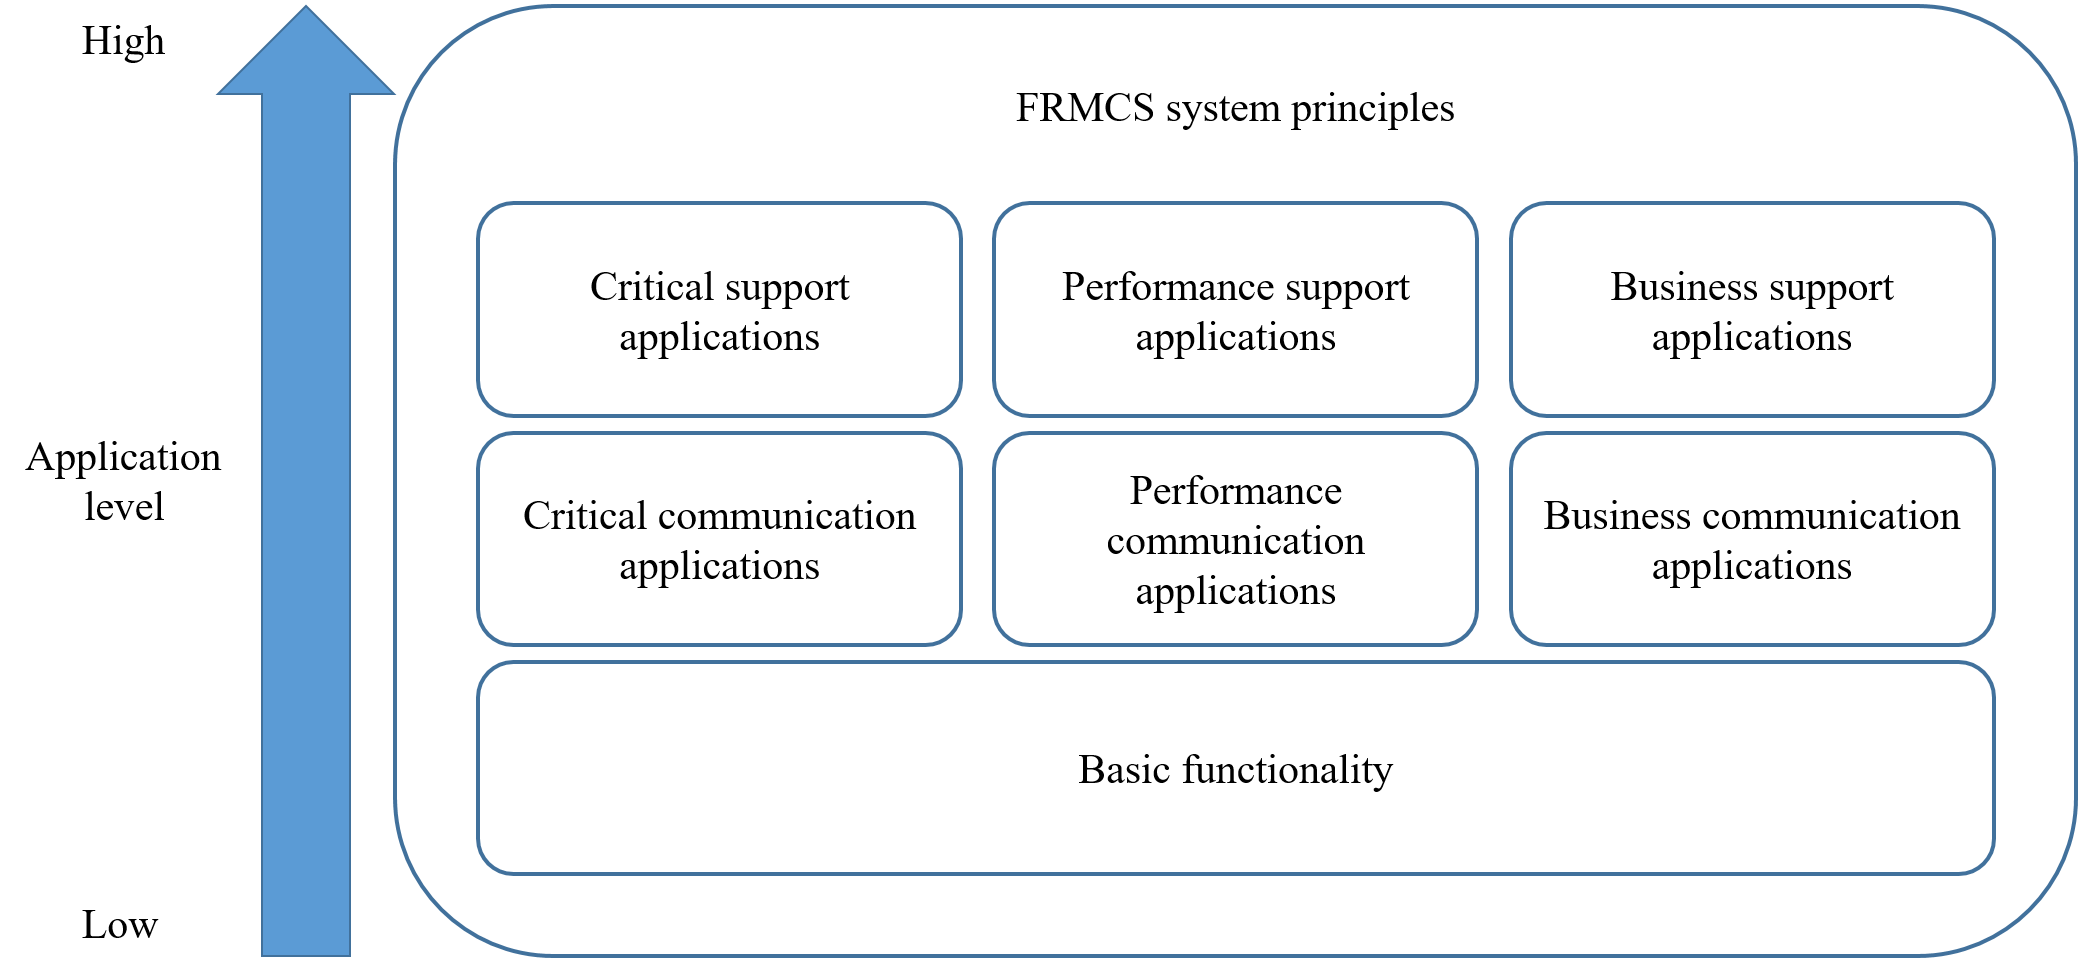 High
FRMCS system principles
Critical support
applications
Performance support
applications
Business support
applications
Application
level
Critical communication
applications
Performance
communication
applications
Business communication
applications
Basic functionality
Low